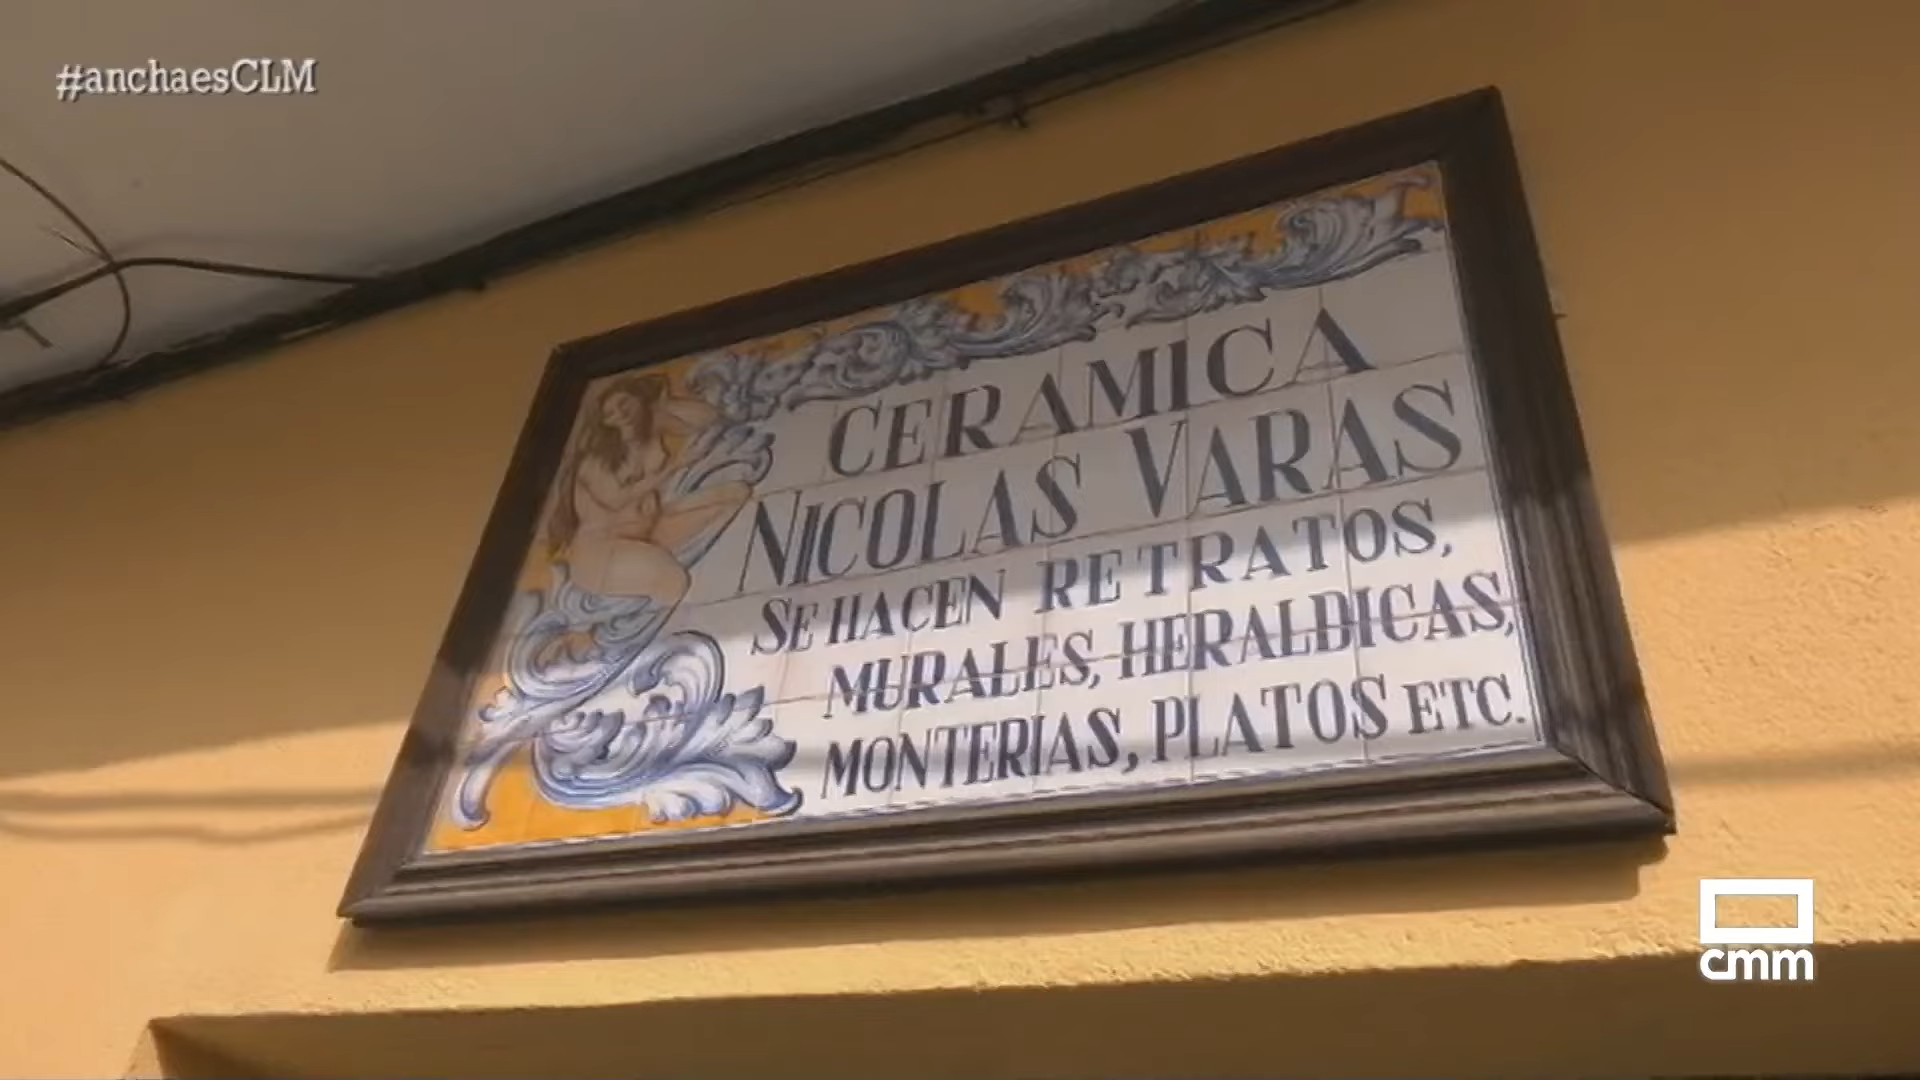 #anchaesCLM
CERAMICA
NICOLAS VARAS
SE HACEN RETRATOS,
MURALES, HERALDICAS,
MONTERIAS, PLATOS ETC.
cmm